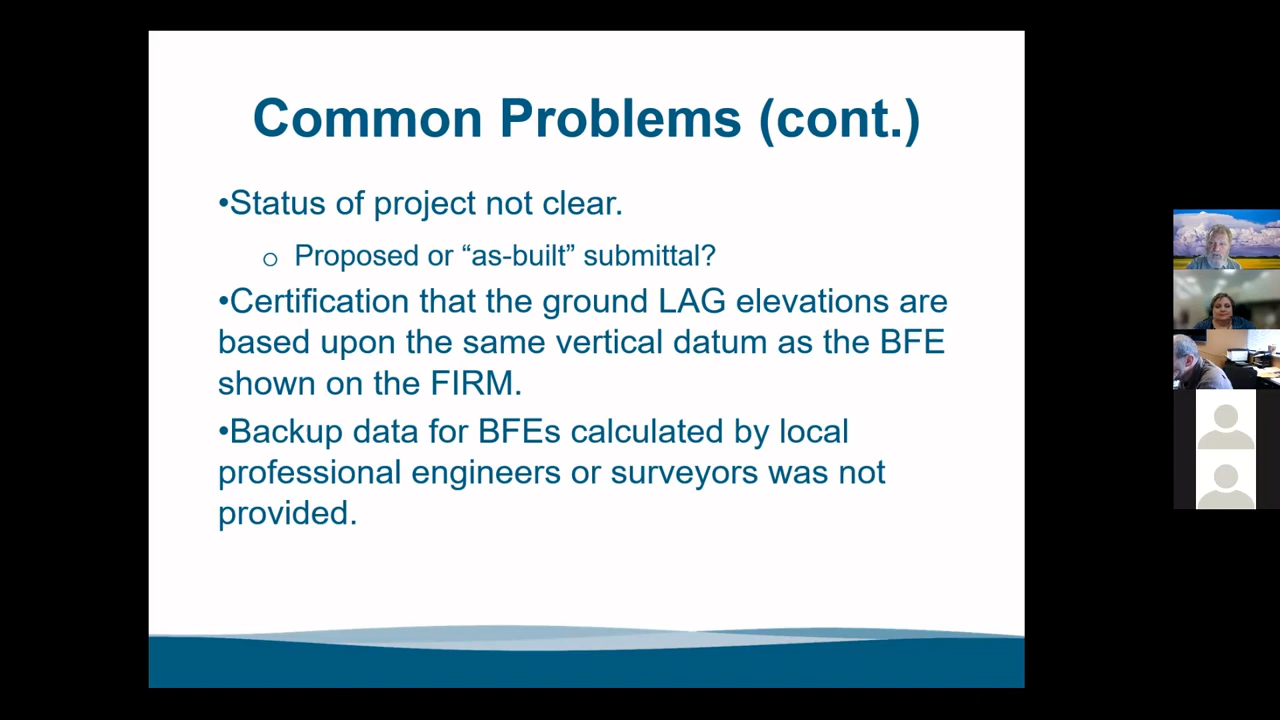 Common Problems (cont.)
•Status of project not clear.
o Proposed or “as-built” submittal?
•Certification that the ground LAG elevations are
based upon the same vertical datum as the BFE
shown on the FIRM.
•Backup data for BFEs calculated by local
professional engineers or surveyors was not
provided.